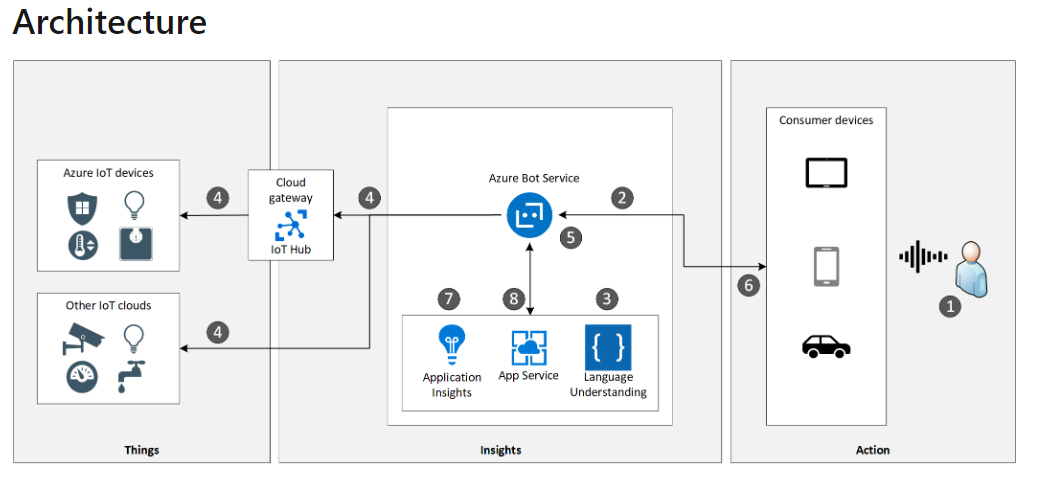 Architecture
Azure IoT devices
4
Cloud
gateway
IoT Hub
4
Azure Bot Service
5
2
Consumer devices
6
1
Other IoT clouds
4
7
8
3
Application
Insights
App Service
{ }
Language
Understanding
Things
Insights
Action